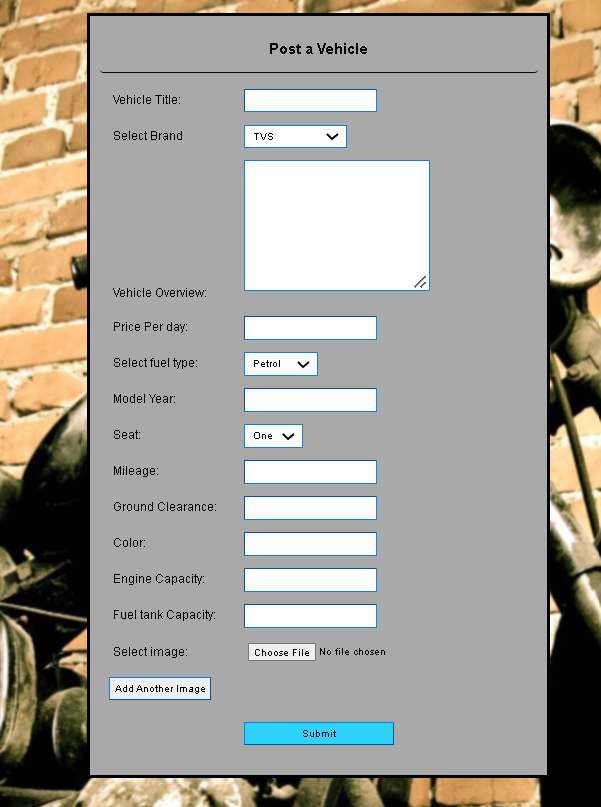 Post a Vehicle
Vehicle Title:
Select Brand TVS
Vehicle Overview:
Price Per day:
Select fuel type: Petrol
Model Year:
Seat: One
Mileage:
Ground Clearance:
Color:
Engine Capacity:
Fuel tank Capacity:
Select image: Choose File No file chosen
Add Another Image
Submit